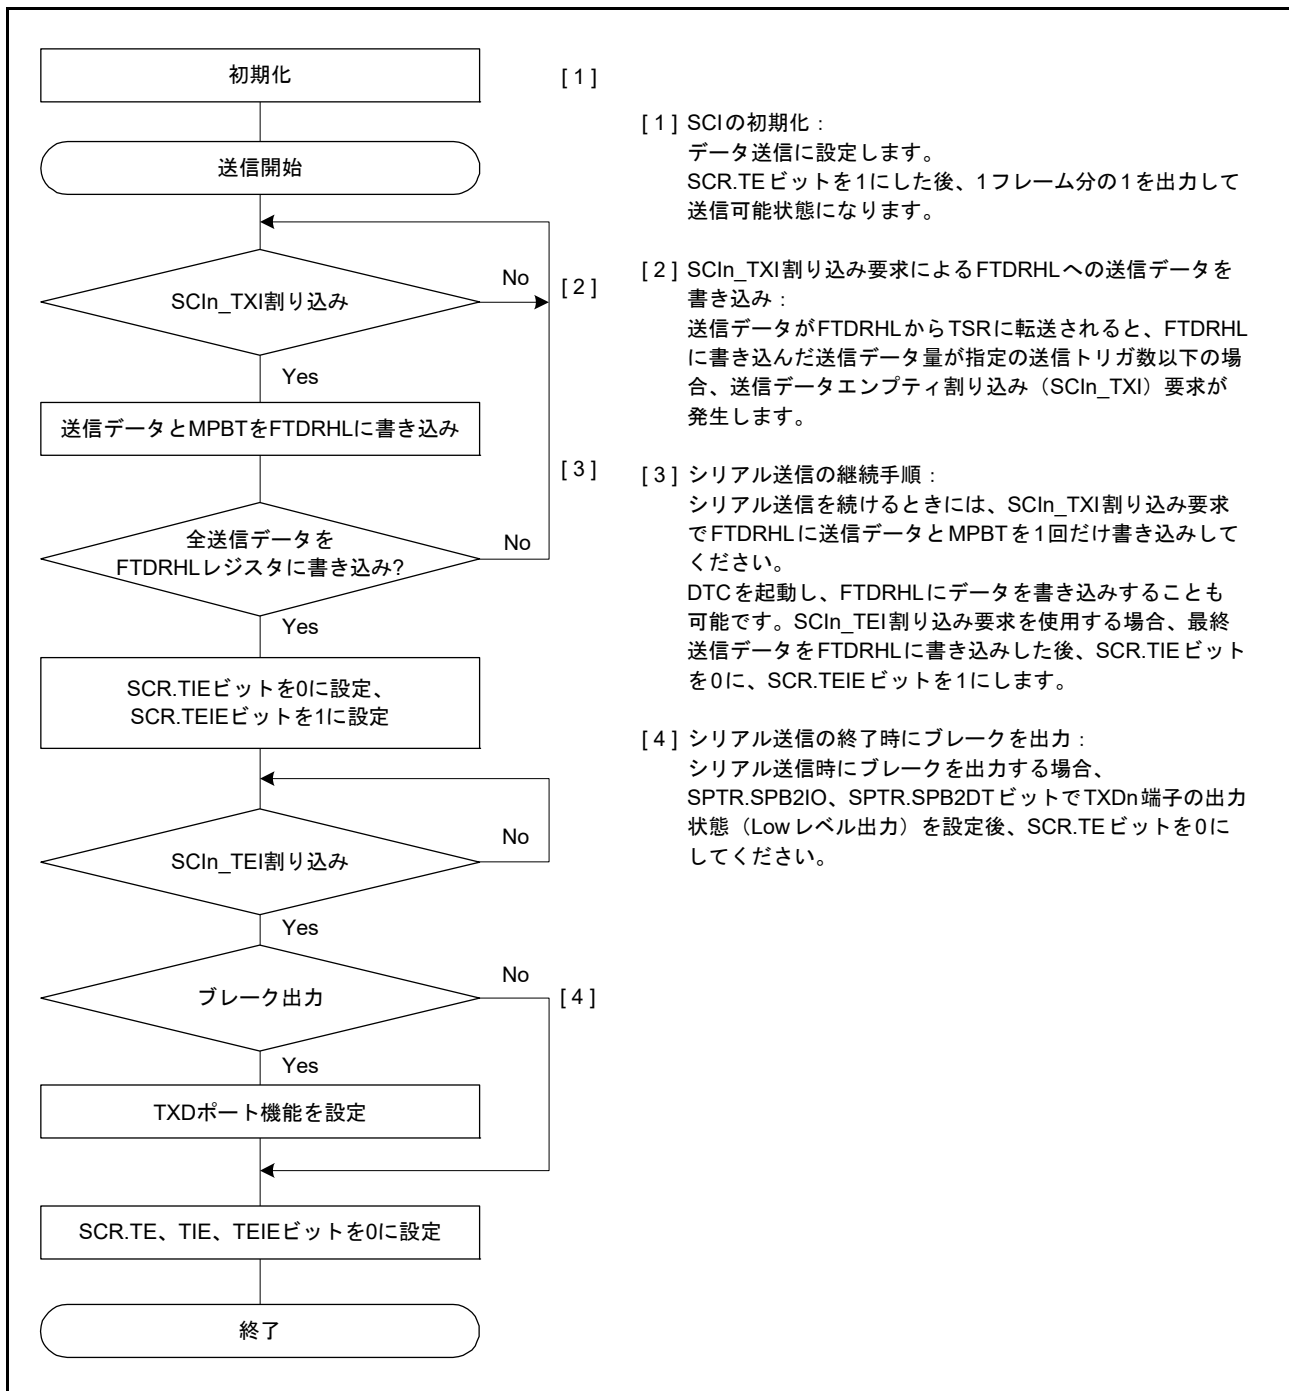 初期化
[ 1 ]
送信開始
SCIn_TXI割り込み
No
[ 2 ]
Yes
送信データとMPBTをFTDRHLに書き込み
[ 3 ]
全送信データを
FTDRHLレジスタに書き込み?
No
Yes
SCR.TIEビットを0に設定、
SCR.TEIEビットを1に設定
SCIn_TEI割り込み
No
Yes
ブレーク出力
No
[ 4 ]
Yes
TXDポート機能を設定
SCR.TE、TIE、TEIEビットを0に設定
終了
[ 1 ] SCIの初期化：
データ送信に設定します。
SCR.TEビットを1にした後、1フレーム分の1を出力して
送信可能状態になります。
[ 2 ] SCIn_TXI割り込み要求によるFTDRHLへの送信データを
書き込み：
送信データがFTDRHLからTSRに転送されると、FTDRHL
に書き込んだ送信データ量が指定の送信トリガ数以下の場
合、送信データエンプティ割り込み（SCIn_TXI）要求が
発生します。
[ 3 ] シリアル送信の継続手順：
シリアル送信を続けるときには、SCIn_TXI割り込み要求
でFTDRHLに送信データとMPBTを1回だけ書き込みして
ください。
DTCを起動し、FTDRHLにデータを書き込みすることも
可能です。SCIn_TEI割り込み要求を使用する場合、最終
送信データをFTDRHLに書き込みした後、SCR.TIEビット
を0に、SCR.TEIEビットを1にします。
[ 4 ] シリアル送信の終了時にブレークを出力：
シリアル送信時にブレークを出力する場合、
SPTR.SPB2IO、SPTR.SPB2DTビットでTXDn端子の出力
状態（Lowレベル出力）を設定後、SCR.TEビットを0に
してください。